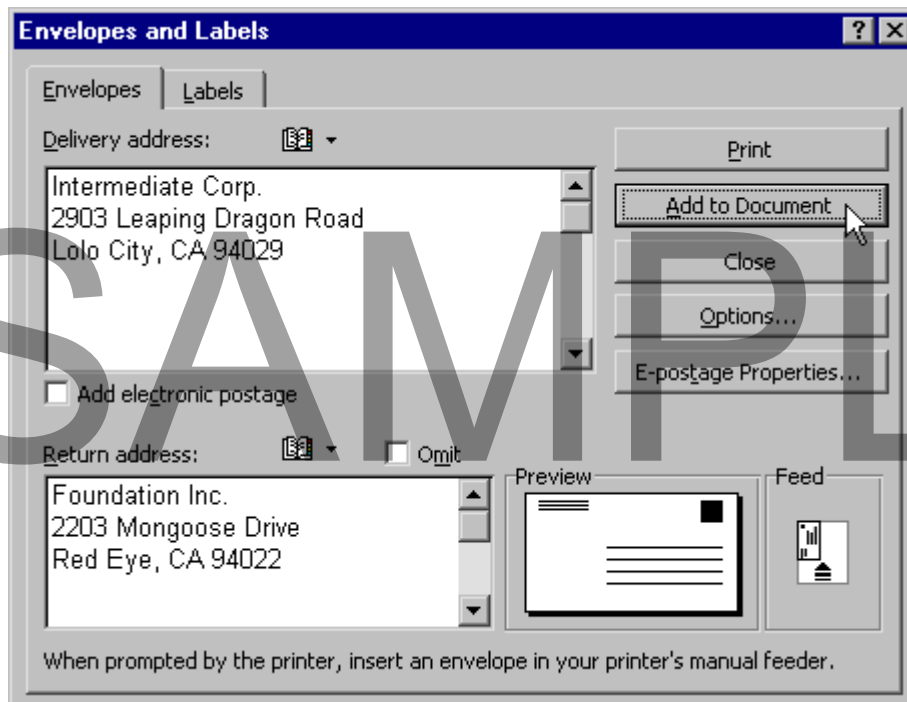 Envelopes and Labels
Envelopes
Labels
Delivery address:
Intermediate Corp.
2903 Leaping Dragon Road
Lolo City, CA 94029
Print
Add to Document
Close
Options...
E-postage Properties...
Add electronic postage
Return address:
Omit
Foundation Inc.
2203 Mongoose Drive
Red Eye, CA 94022
Preview
Feed
When prompted by the printer, insert an envelope in your printer's manual feeder.
SAMPL